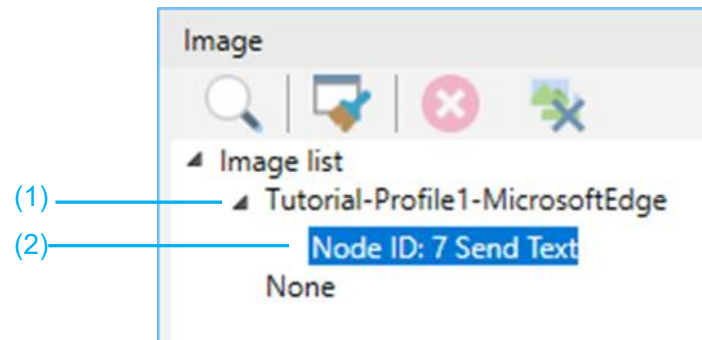 Image
Image list
(1) Tutorial-Profile1-MicrosoftEdge
(2) Node ID: 7 Send Text
None